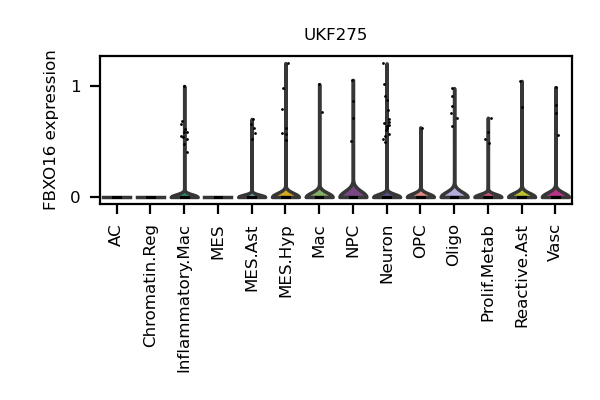 UKF275
FBXO16 expression
1
0
AC
Chromatin.Reg
Inflammatory.Mac
MES
MES.Ast
MES.Hyp
Mac
NPC
Neuron
OPC
Oligo
Prolif.Metab
Reactive.Ast
Vasc